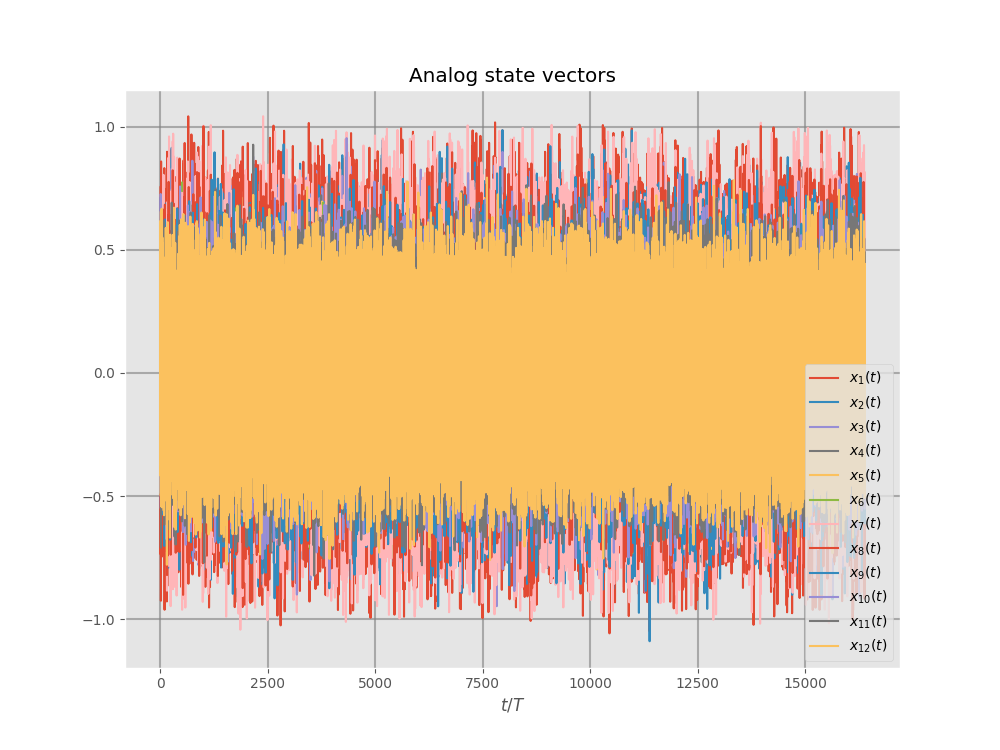 Analog state vectors
1.0
0.5
0.0
−0.5
−1.0
0
2500
5000
7500
10000
12500
15000
t/T
x₁(t)
x₂(t)
x₃(t)
x₄(t)
x₅(t)
x₆(t)
x₇(t)
x₈(t)
x₉(t)
x₁₀(t)
x₁₁(t)
x₁₂(t)